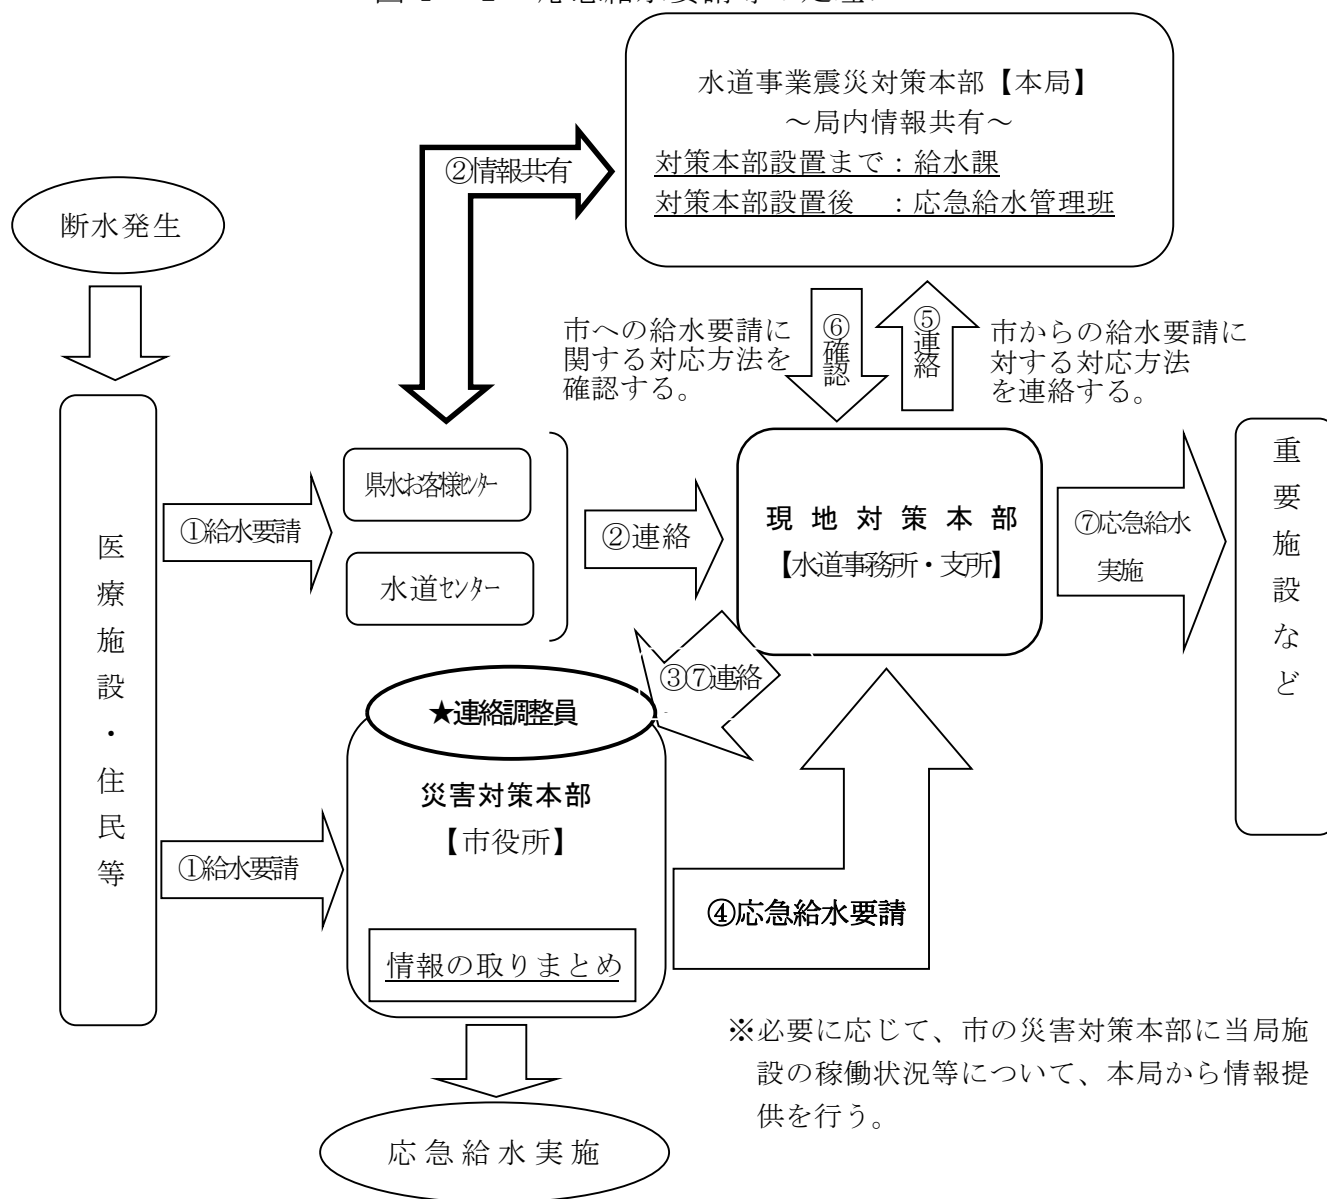 水道事業震災対策本部【本局】
～局内情報共有～
対策本部設置まで：給水課
対策本部設置後　：応急給水管理班
②情報共有
断水発生
市への給水要請に
関する対応方法を
確認する。
⑥確認
⑤連絡
市からの給水要請に
対する対応方法
を連絡する。
医療施設・住民等
①給水要請
県水お客様センター
水道センター
②連絡
現地対策本部
【水道事務所・支所】
⑦応急給水
実施
重要施設など
③⑦連絡
★連絡調整員
災害対策本部
【市役所】
①給水要請
④応急給水要請
情報の取りまとめ
※必要に応じて、市の災害対策本部に当局施
設の稼働状況等について、本局から情報提
供を行う。
応急給水実施